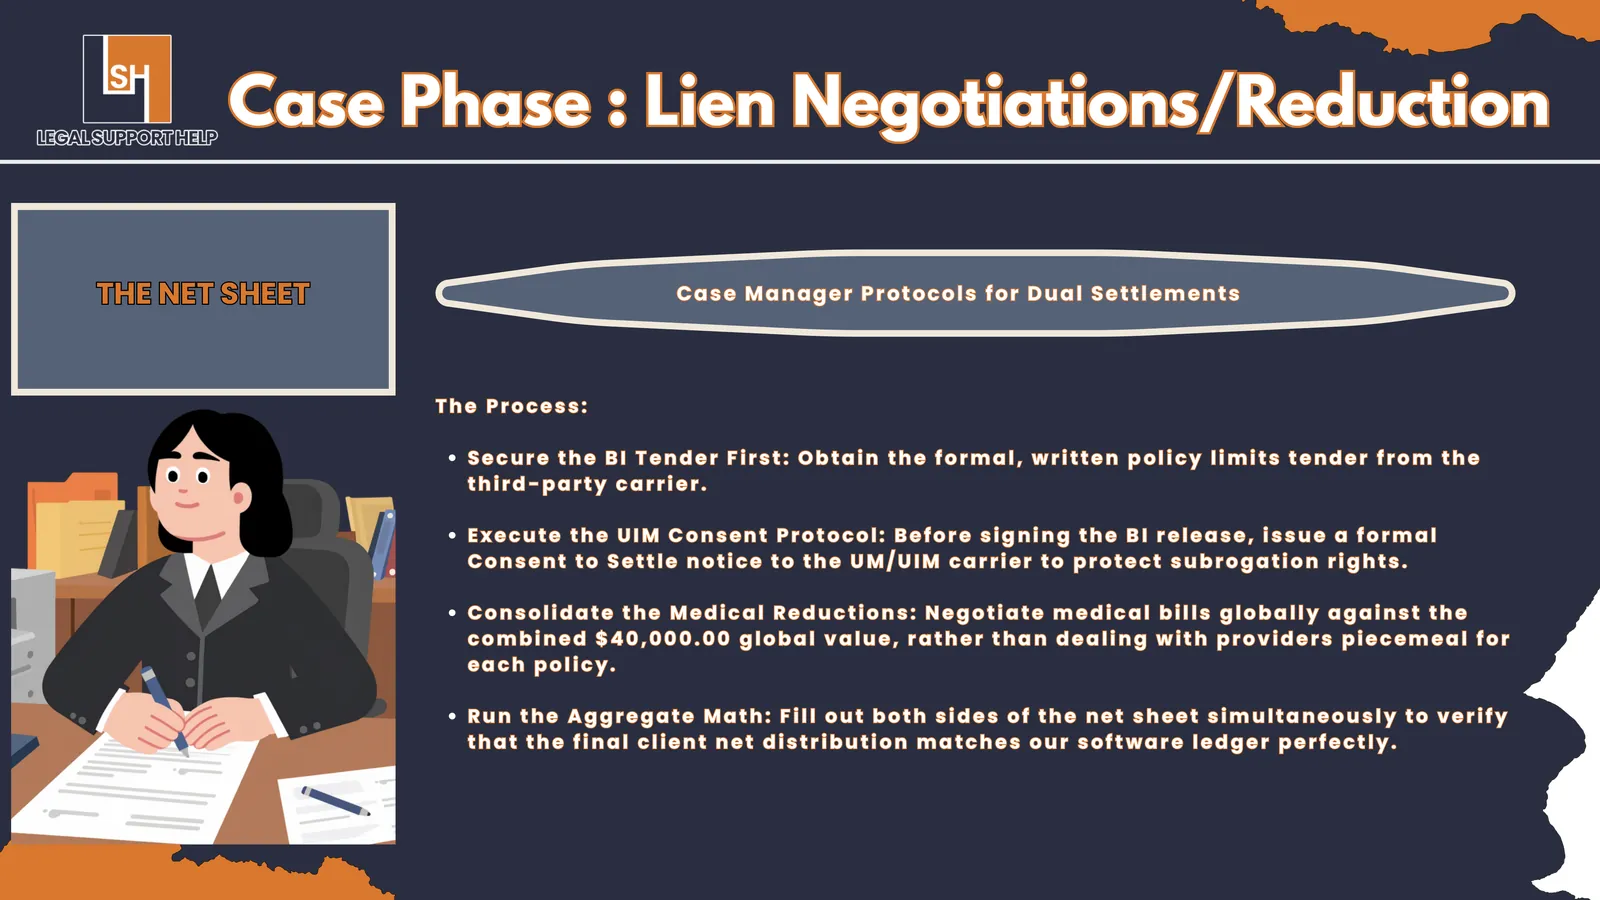 SH
LEGAL SUPPORT HELP
Case Phase : Lien Negotiations/Reduction
THE NET SHEET
Case Manager Protocols for Dual Settlements
The Process:
• Secure the BI Tender First: Obtain the formal, written policy limits tender from the
third-party carrier.
• Execute the UIM Consent Protocol: Before signing the BI release, issue a formal
Consent to Settle notice to the UM/UIM carrier to protect subrogation rights.
• Consolidate the Medical Reductions: Negotiate medical bills globally against the
combined $40,000.00 global value, rather than dealing with providers piecemeal for
each policy.
• Run the Aggregate Math: Fill out both sides of the net sheet simultaneously to verify
that the final client net distribution matches our software ledger perfectly.